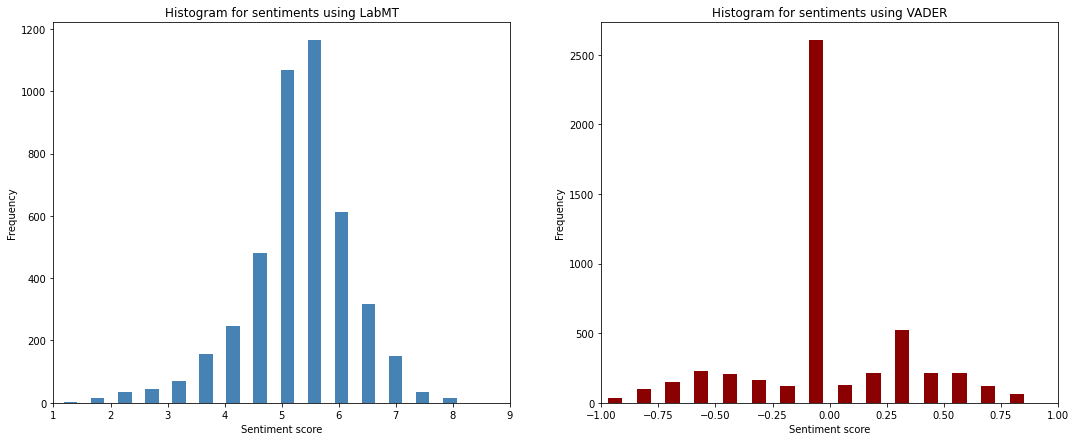 Histogram for sentiments using LabMT
1200
1000
800
600
400
200
0
Frequency
1 2 3 4 5 6 7 8 9
Sentiment score
Histogram for sentiments using VADER
2500
2000
1500
1000
500
0
Frequency
−1.00 −0.75 −0.50 −0.25 0.00 0.25 0.50 0.75 1.00
Sentiment score